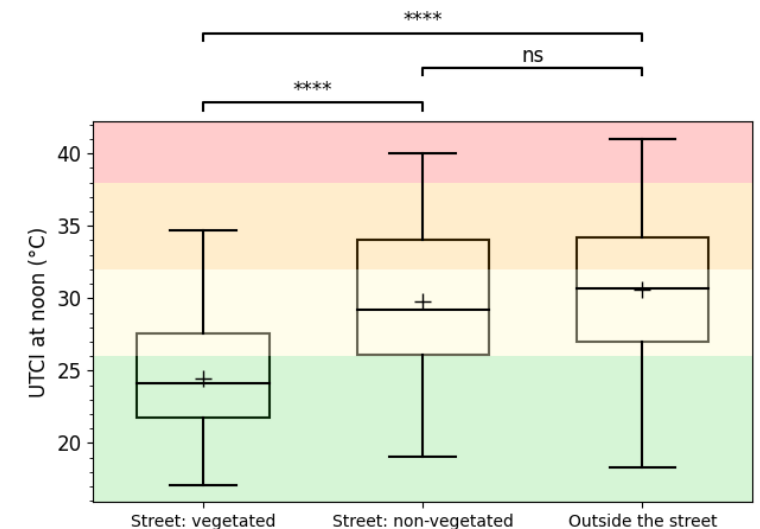 ****
ns
****
UTCI at noon (°C)
40
35
30
25
20
Street: vegetated
Street: non-vegetated
Outside the street